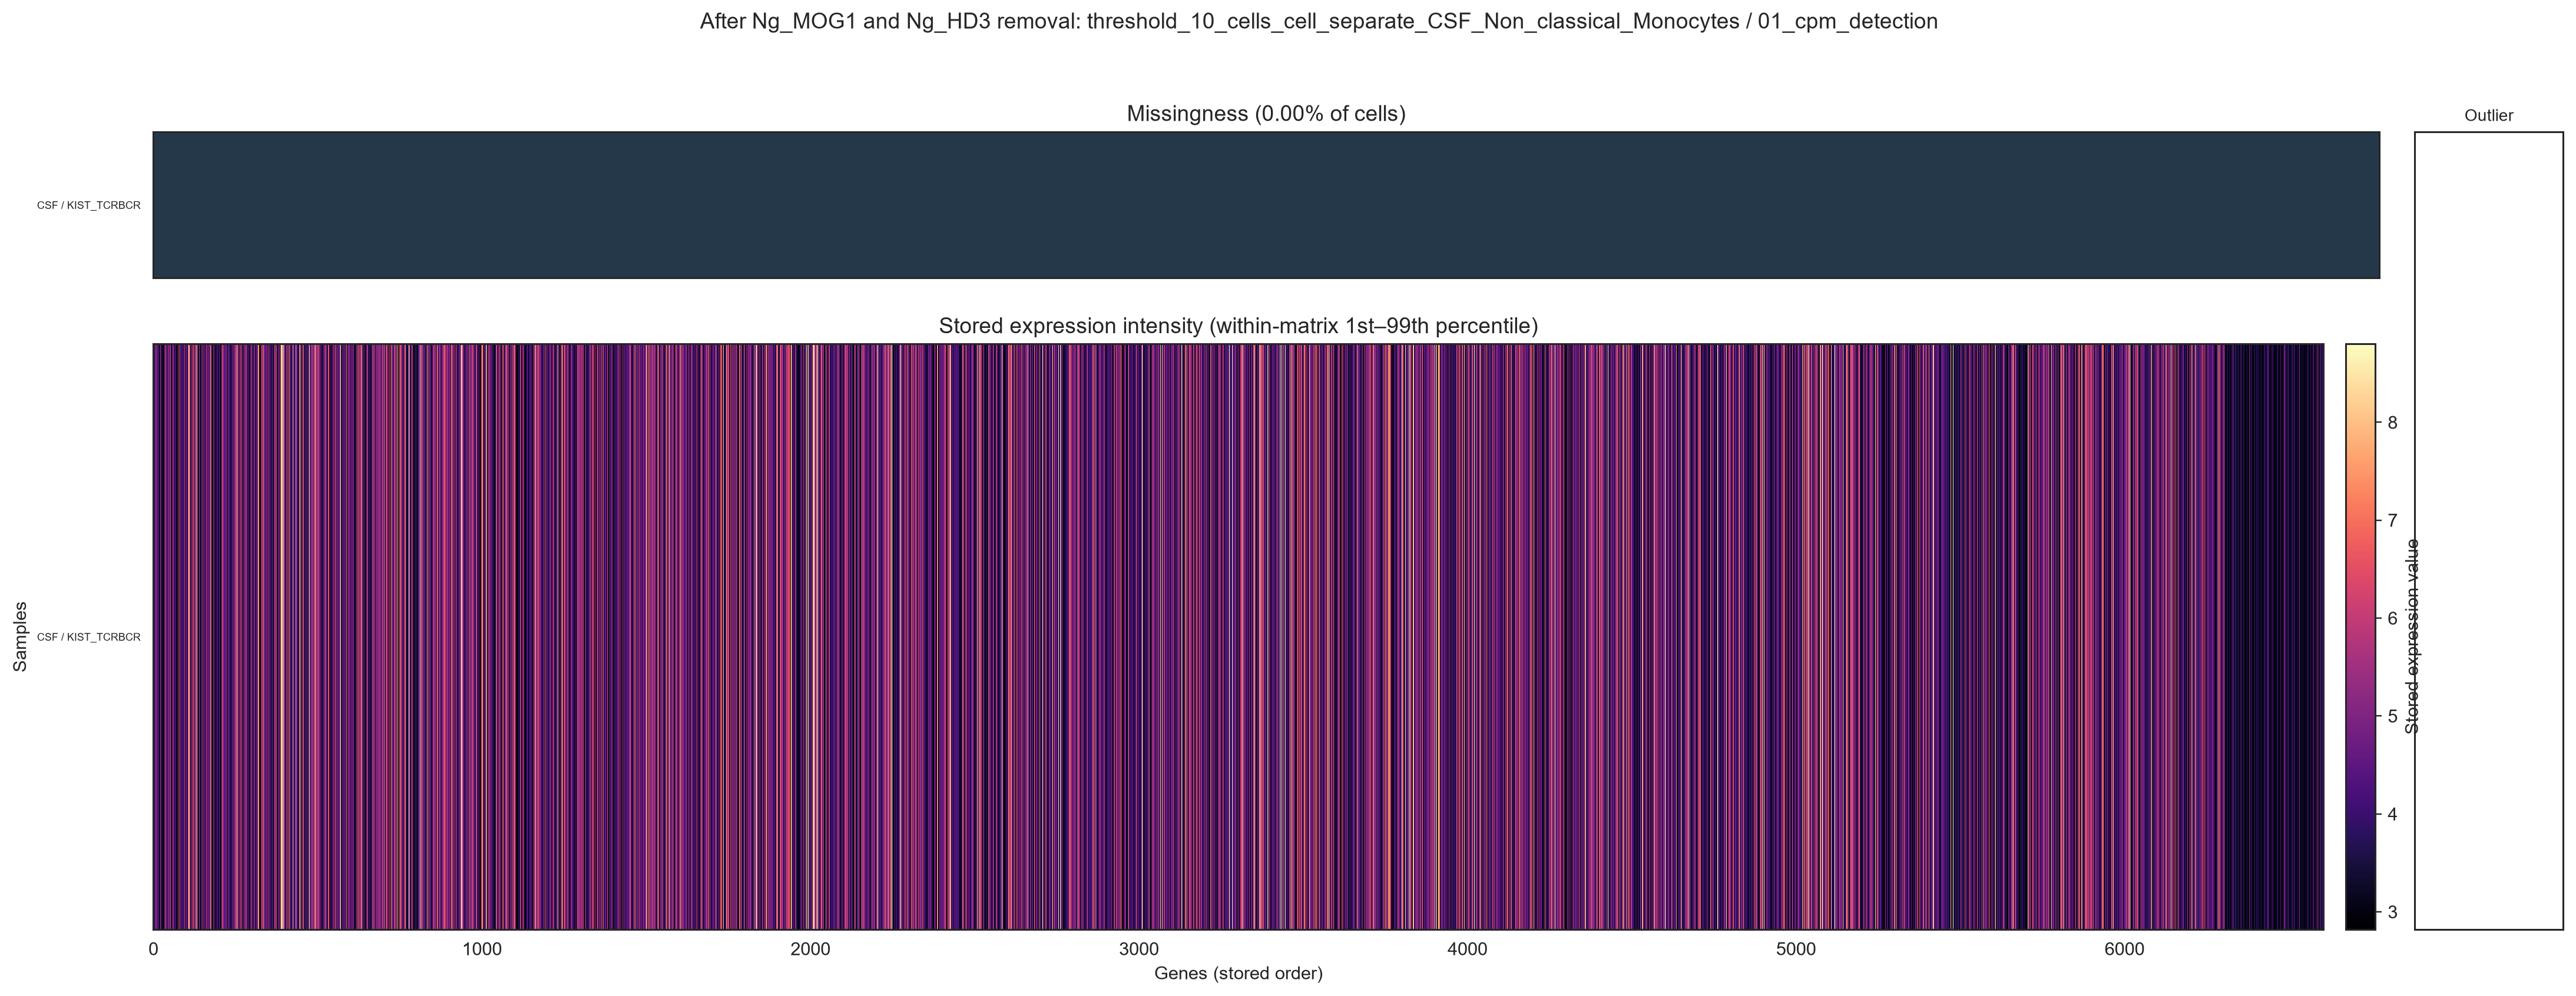 After Ng_MOG1 and Ng_HD3 removal: threshold_10_cells_cell_separate_CSF_Non_classical_Monocytes / 01_cpm_detection
Missingness (0.00% of cells)
Outlier
CSF / KIST_TCRBCR
Stored expression intensity (within-matrix 1st–99th percentile)
Samples
CSF / KIST_TCRBCR
8
7
6
5
4
3
Stored expression value
0 1000 2000 3000 4000 5000 6000
Genes (stored order)